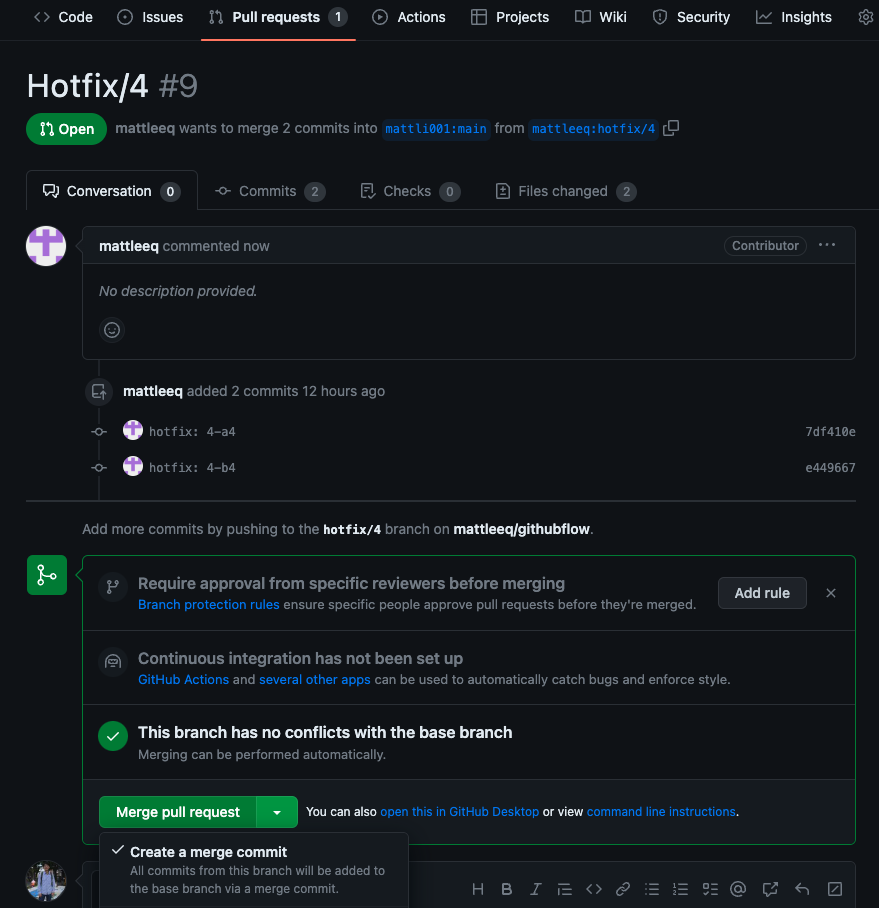 Code Issues Pull requests 1 Actions Projects Wiki Security Insights
Hotfix/4 #9
Open mattleeq wants to merge 2 commits into mattli001:main from mattleeq:hotfix/4
Conversation 0 Commits 2 Checks 0 Files changed 2
mattleeq commented now Contributor ...
No description provided.
mattleeq added 2 commits 12 hours ago
hotfix: 4-a4 7df410e
hotfix: 4-b4 e449667
Add more commits by pushing to the hotfix/4 branch on mattleeq/githubflow.
Require approval from specific reviewers before merging
Branch protection rules ensure specific people approve pull requests before they're merged.
Add rule
Continuous integration has not been set up
GitHub Actions and several other apps can be used to automatically catch bugs and enforce style.
This branch has no conflicts with the base branch
Merging can be performed automatically.
Merge pull request You can also open this in GitHub Desktop or view command line instructions.
Create a merge commit
All commits from this branch will be added to
the base branch via a merge commit.
H B I